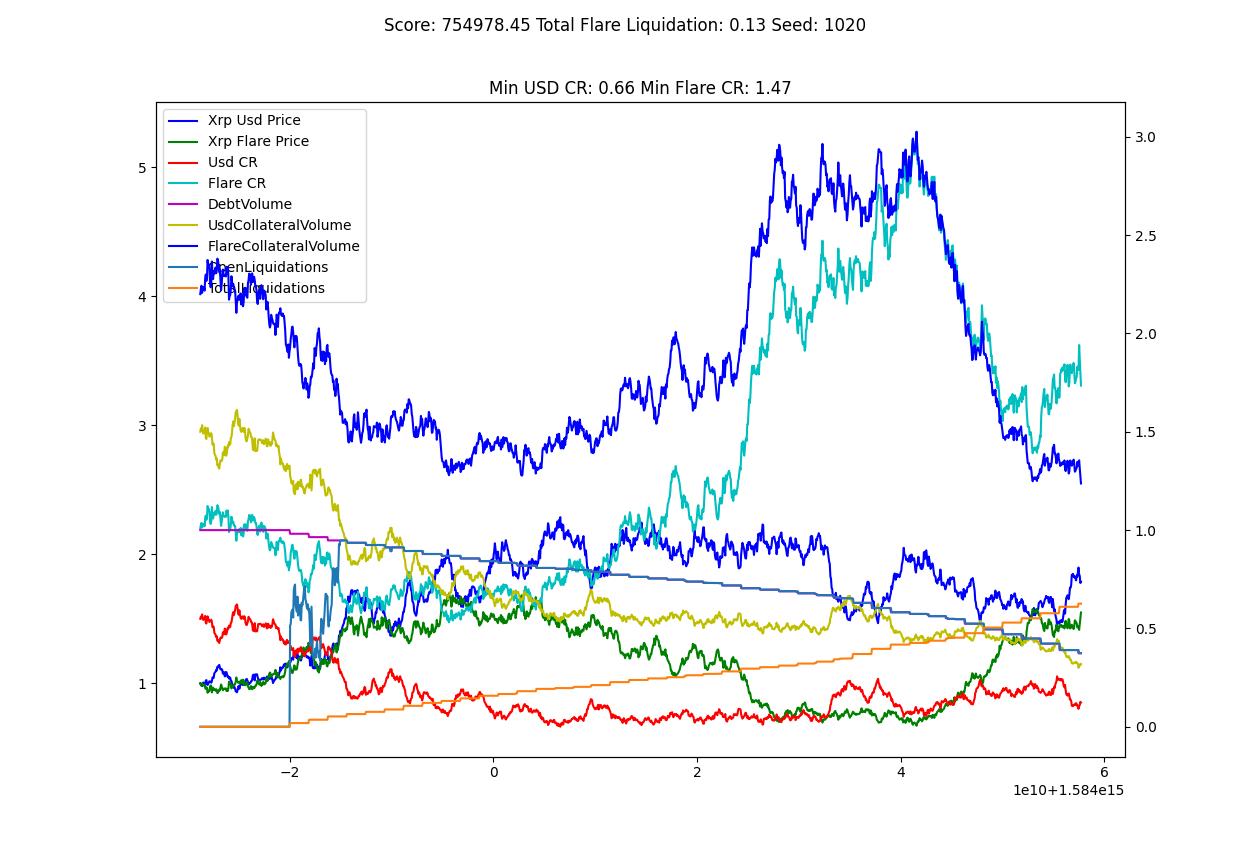 Score: 754978.45 Total Flare Liquidation: 0.13 Seed: 1020
Min USD CR: 0.66 Min Flare CR: 1.47
Xrp Usd Price
Xrp Flare Price
Usd CR
Flare CR
DebtVolume
UsdCollateralVolume
FlareCollateralVolume
OpenLiquidations
TotalLiquidations
5
4
3
2
1
3.0
2.5
2.0
1.5
1.0
0.5
0.0
−2
0
2
4
6
1e10+1.584e15